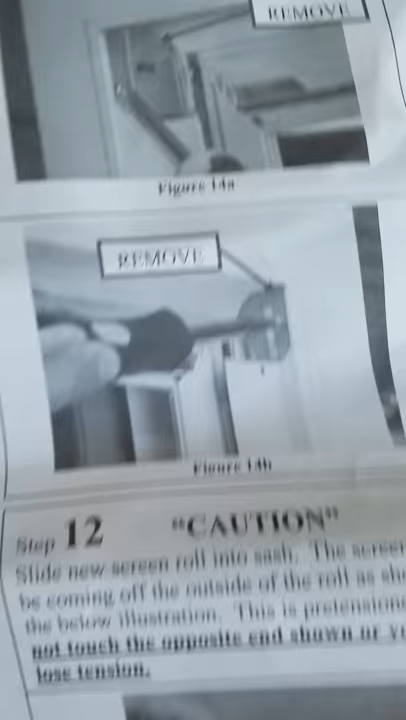 REMOVE
Figure 14a
REMOVE
Figure 14b
Step 12 "CAUTION"
Slide new screen roll into sash. The screen
be coming off the outside of the roll as
the below illustration. This is
not touch the opposite end shown or
lose tension.